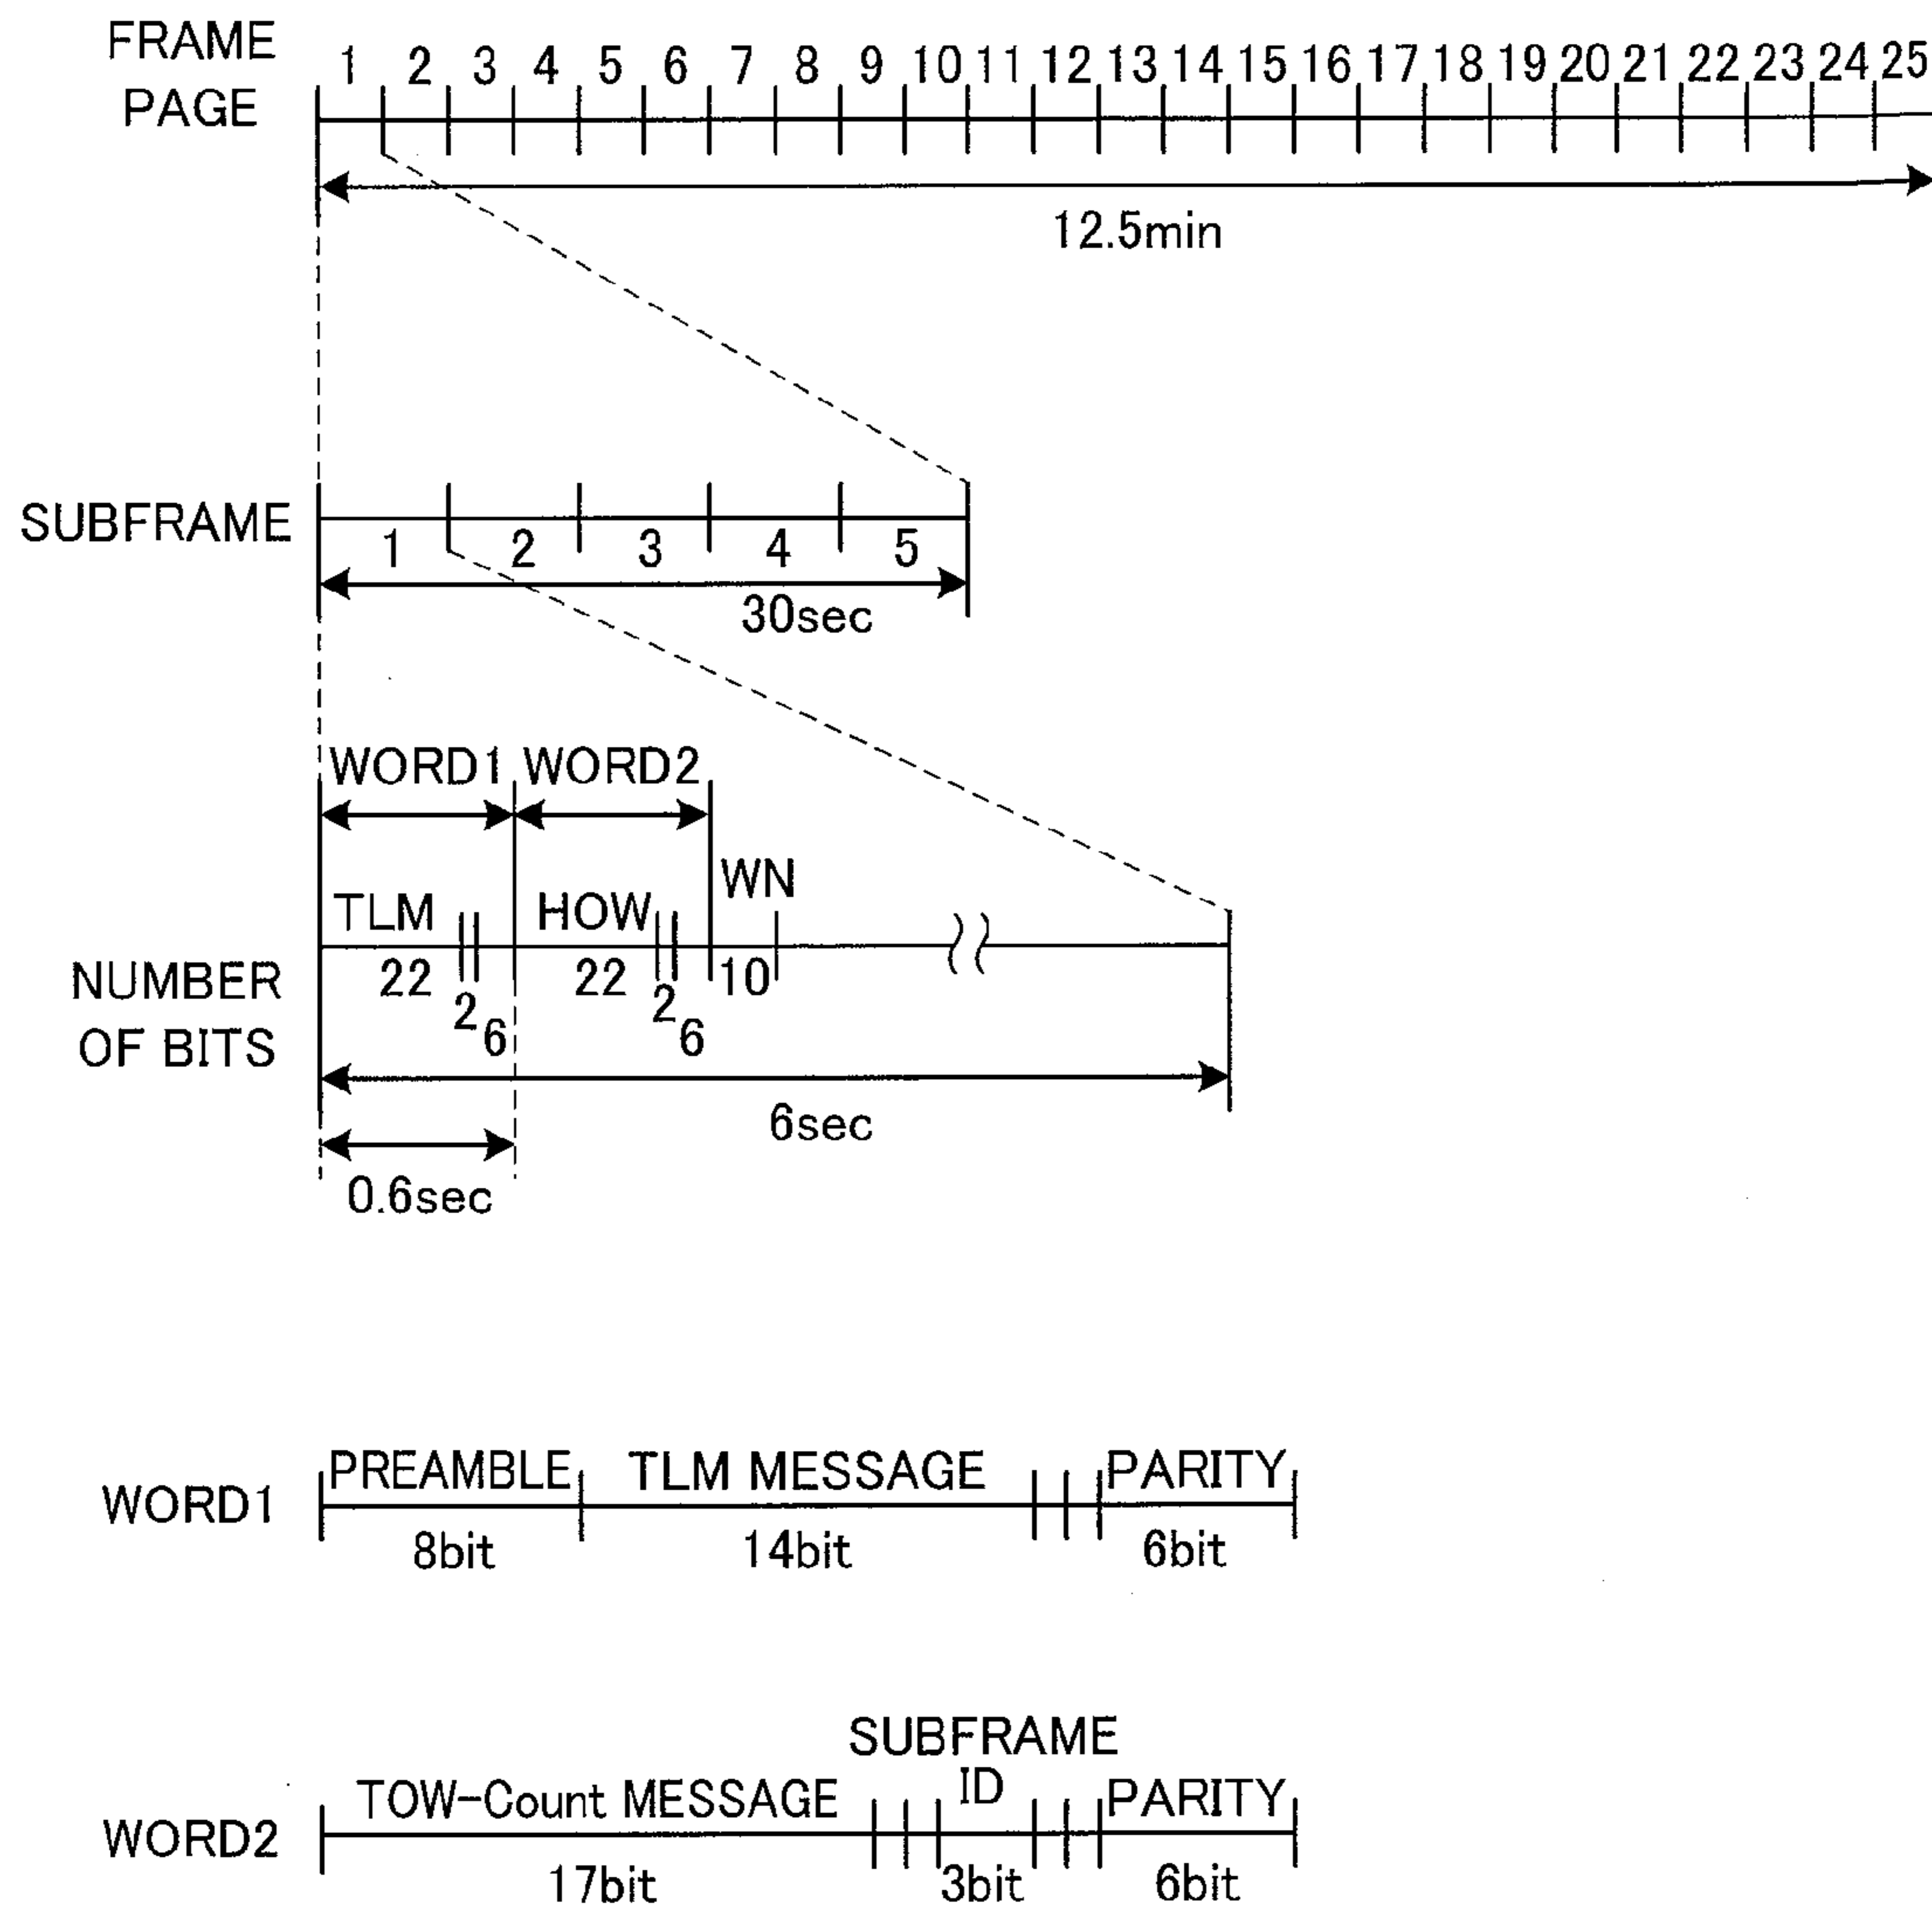 FRAME
PAGE
1 2 3 4 5 6 7 8 9 10 11 12 13 14 15 16 17 18 19 20 21 22 23 24 25
12.5min
SUBFRAME
1 2 3 4 5
30sec
WORD1 WORD2
WN
TLM HOW
NUMBER
OF BITS
22 22 10
2 2
6 6
6sec
0.6sec
WORD1
PREAMBLE TLM MESSAGE PARITY
8bit 14bit 6bit
SUBFRAME
ID
WORD2
TOW-Count MESSAGE PARITY
17bit 3bit 6bit